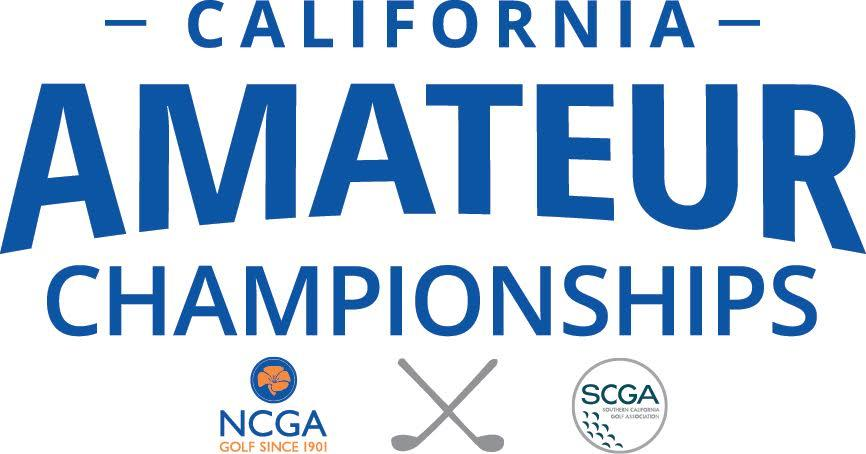 CALIFORNIA
AMATEUR
CHAMPIONSHIPS
NCGA
GOLF SINCE 1901
SCGA
SOUTHERN CALIFORNIA
GOLF ASSOCIATION